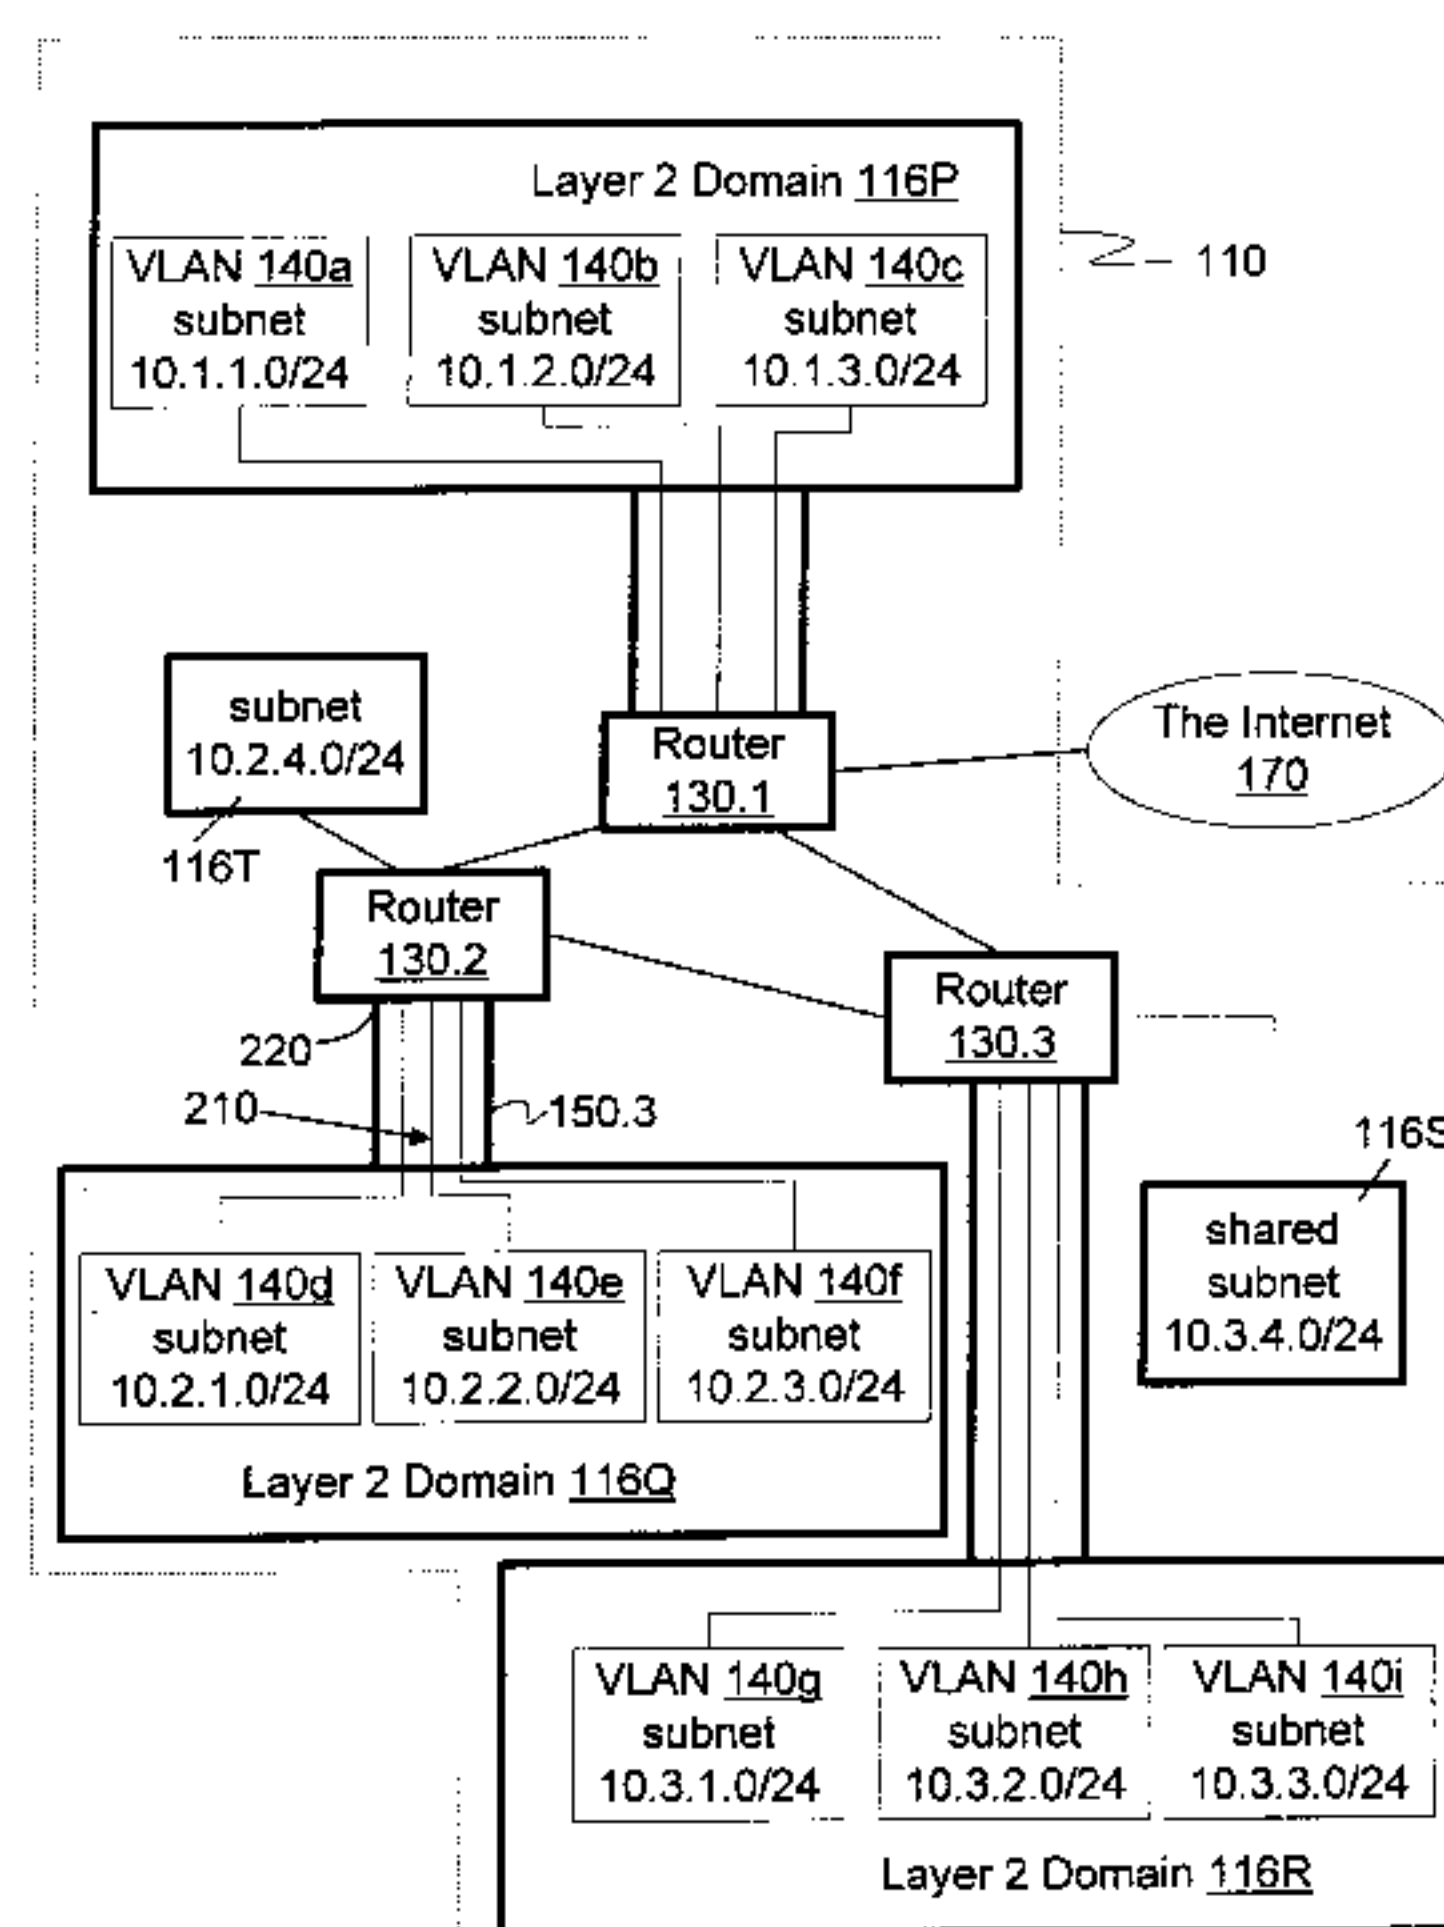 Layer 2 Domain 116P
VLAN 140a
subnet
10.1.1.0/24
VLAN 140b
subnet
10.1.2.0/24
VLAN 140c
subnet
10.1.3.0/24
110
subnet
10.2.4.0/24
116T
Router
130.1
The Internet
170
Router
130.2
Router
130.3
220
210
150.3
116S
shared
subnet
10.3.4.0/24
VLAN 140d
subnet
10.2.1.0/24
VLAN 140e
subnet
10.2.2.0/24
VLAN 140f
subnet
10.2.3.0/24
Layer 2 Domain 116Q
VLAN 140g
subnet
10.3.1.0/24
VLAN 140h
subnet
10.3.2.0/24
VLAN 140i
subnet
10.3.3.0/24
Layer 2 Domain 116R